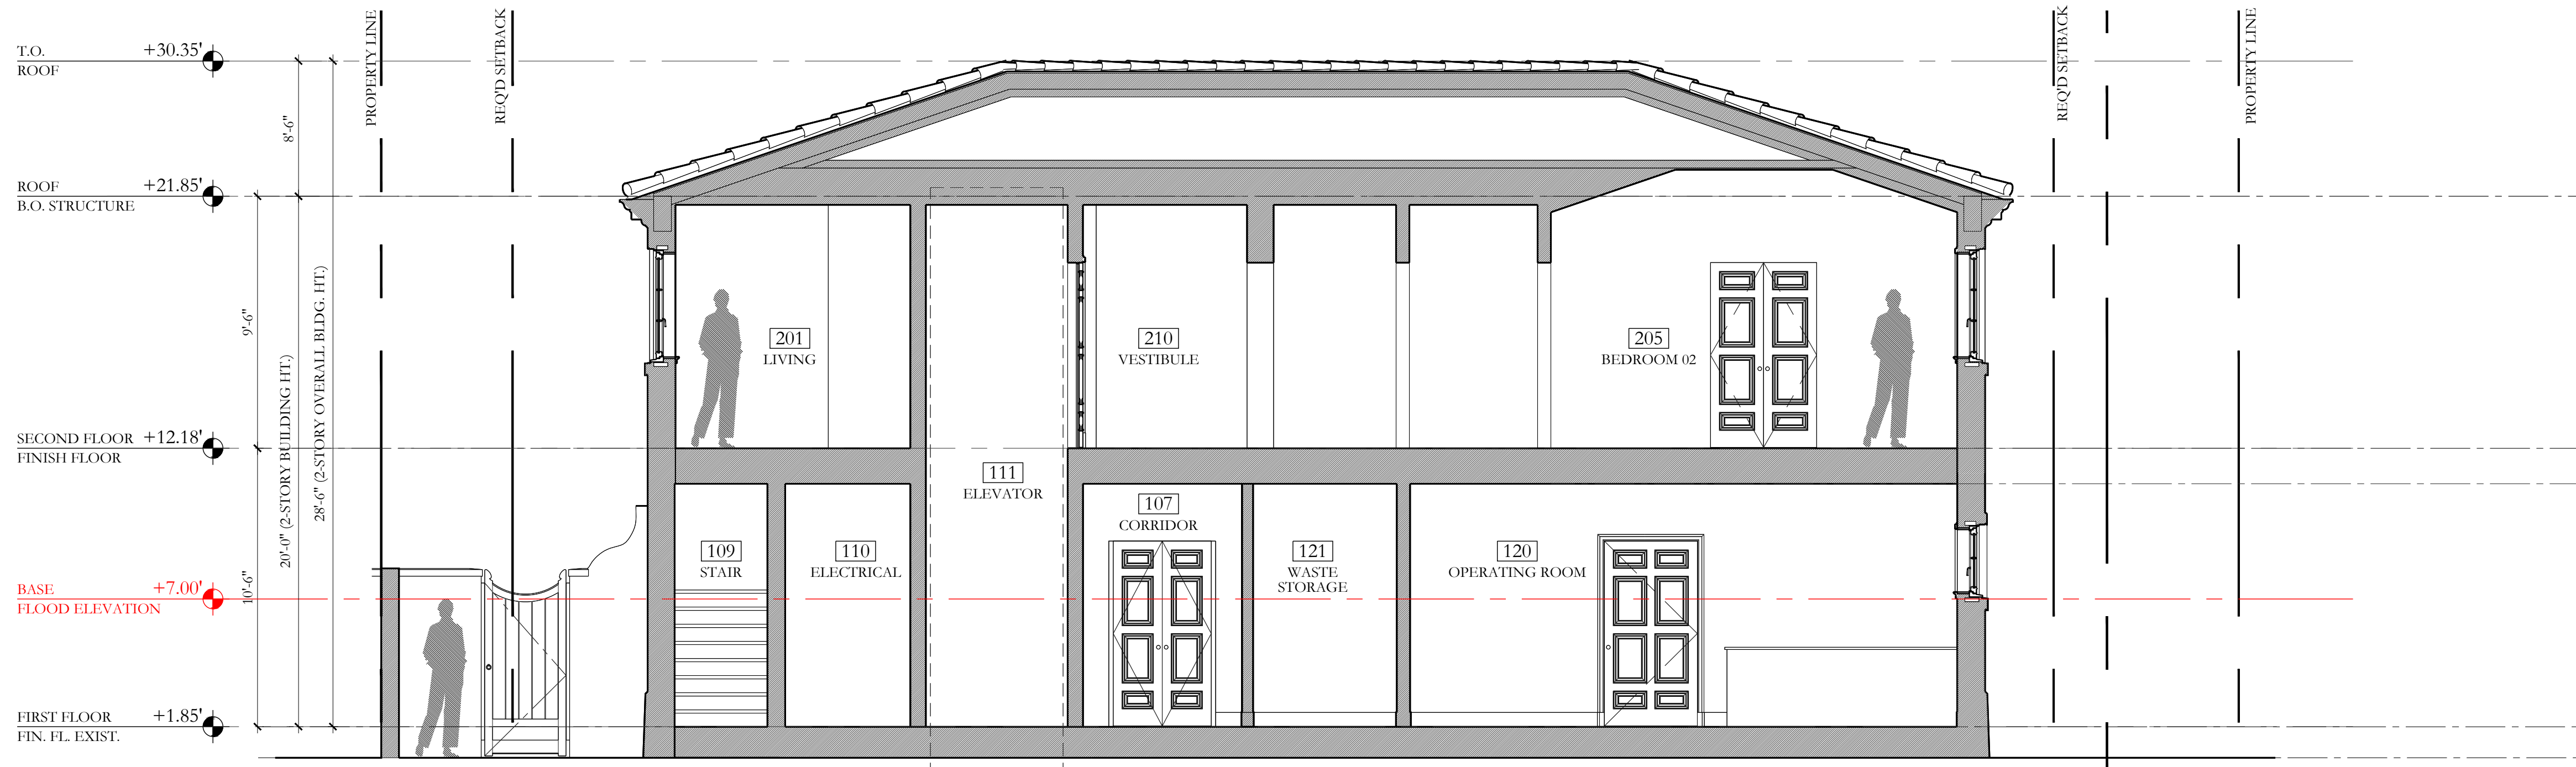 T.O. +30.35'
ROOF
ROOF +21.85'
B.O. STRUCTURE
SECOND FLOOR +12.18'
FINISH FLOOR
BASE +7.00'
FLOOD ELEVATION
FIRST FLOOR +1.85'
FIN. FL. EXIST.
8'-6"
9'-6"
10'-6"
20'-0" (2-STORY BUILDING HT.)
28'-6" (2-STORY OVERALL BLDG. HT.)
PROPERTY LINE
REQ'D SETBACK
201
LIVING
210
VESTIBULE
205
BEDROOM 02
111
ELEVATOR
109
STAIR
110
ELECTRICAL
107
CORRIDOR
121
WASTE
STORAGE
120
OPERATING ROOM
REQ'D SETBACK
PROPERTY LINE